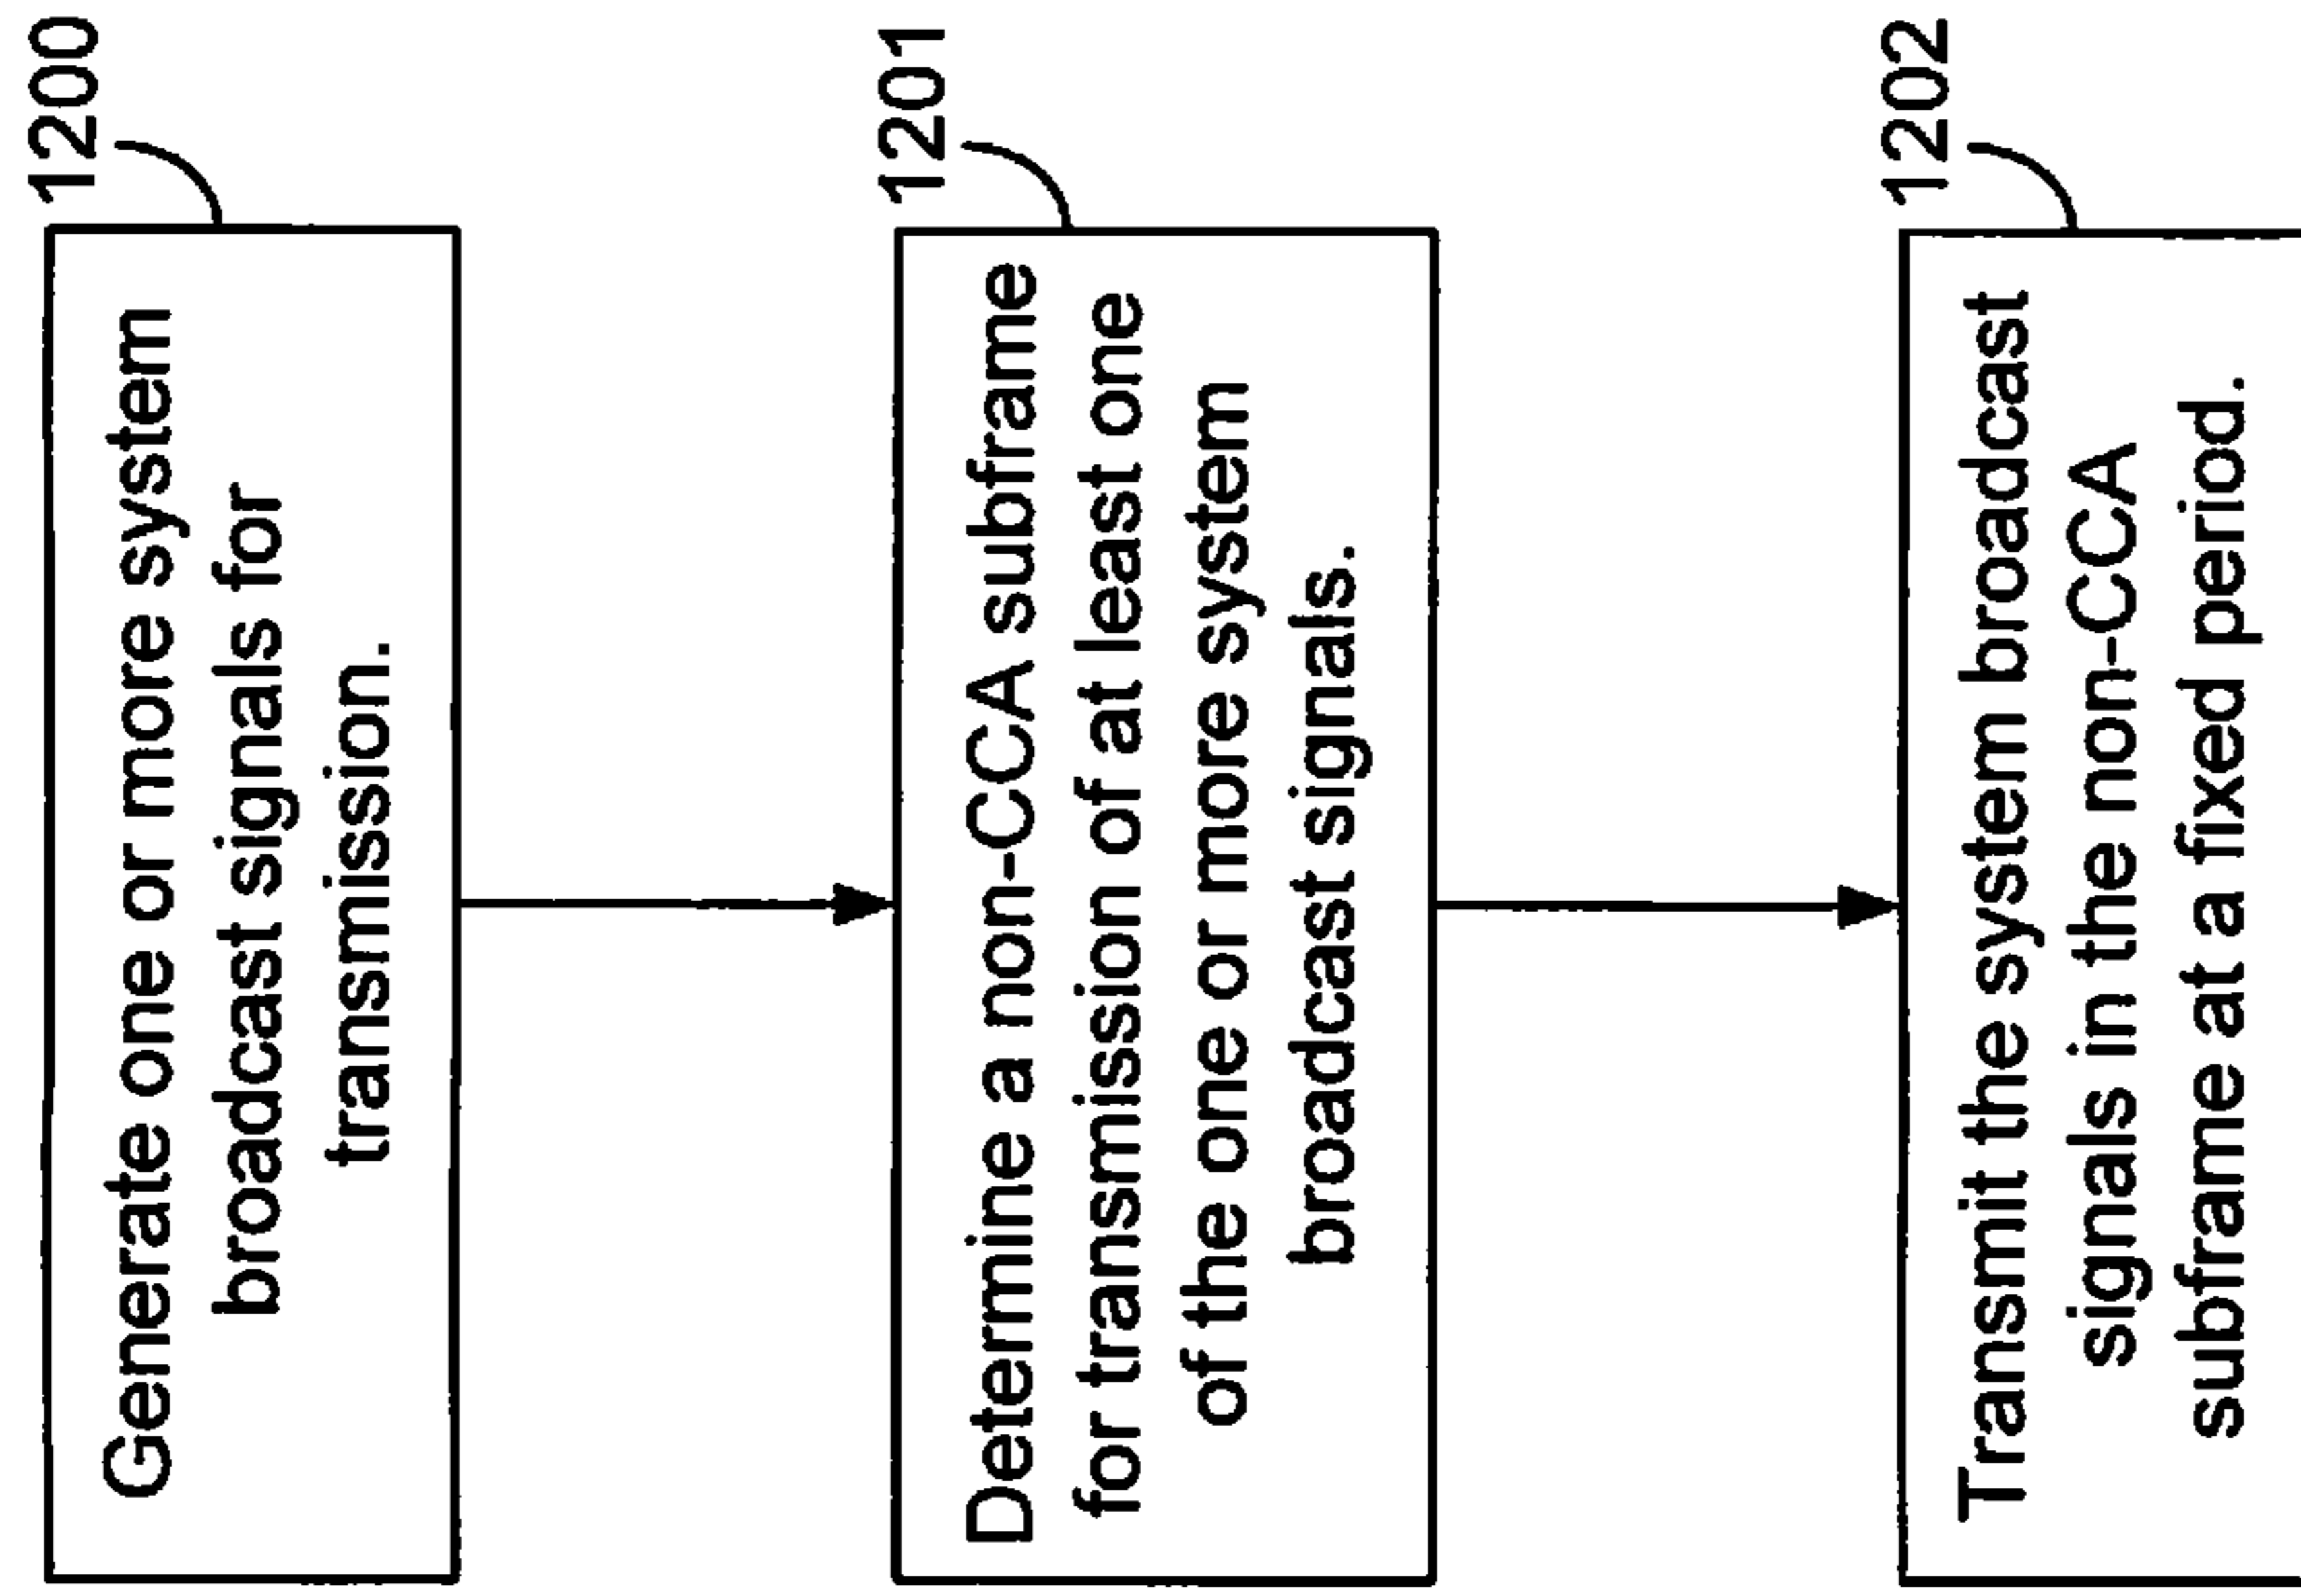 1200
Generate one or more system
broadcast signals for
transmission.
1201
Determine a non-CCA subframe
for transmission of at least one
of the one or more system
broadcast signals.
1202
Transmit the system broadcast
signals in the non-CCA
subframe at a fixed period.